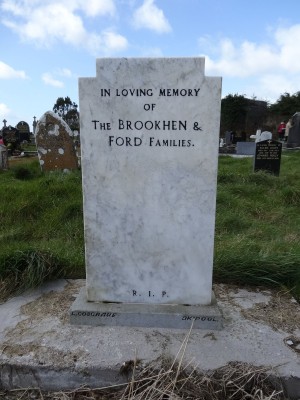 IN LOVING MEMORY
OF
THE BROOKHEN &
FORD FAMILIES.
R. I. P.